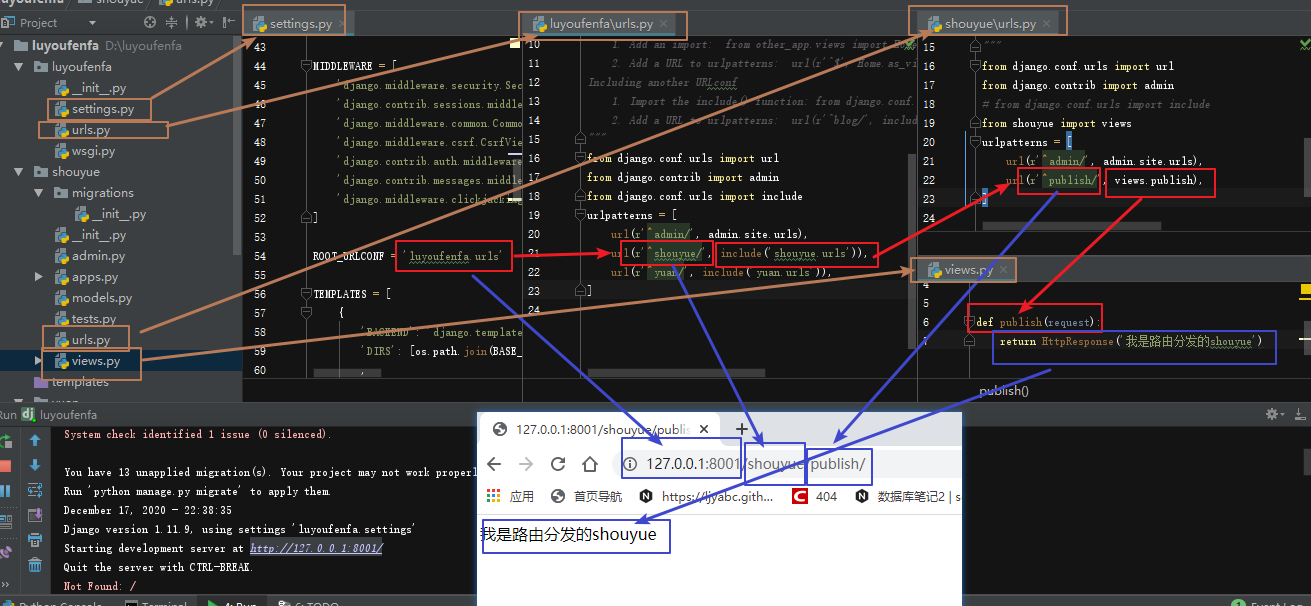 luyoufenfa
shouyue
urls.py
Project
settings.py
luyoufenfa\urls.py
shouyue\urls.py
luyoufenfa D:\luyoufenfa
luyoufenfa
__init__.py
settings.py
urls.py
wsgi.py
shouyue
migrations
__init__.py
__init__.py
admin.py
apps.py
models.py
tests.py
urls.py
views.py
templates
43
44 MIDDLEWARE = [
45 'django.middleware.security.Sec
46 'django.contrib.sessions.middle
47 'django.middleware.common.Commo
48 'django.middleware.csrf.CsrfVie
49 'django.contrib.auth.middleware
50 'django.contrib.messages.middle
51 'django.middleware.clickjacking
52 ]
53
54 ROOT_URLCONF = 'luyoufenfa.urls'
55
56 TEMPLATES = [
57 {
58 'BACKEND': 'django.template
59 'DIRS': [os.path.join(BASE_
60
10 1. Add an import: from other_app.views import
11 2. Add a URL to urlpatterns: url(r'^$', Home.as_vi
12 Including another URLconf
13 1. Import the include() function: from django.conf.
14 2. Add a URL to urlpatterns: url(r'^blog/', includ
15 """
16 from django.conf.urls import url
17 from django.contrib import admin
18 from django.conf.urls import include
19 urlpatterns = [
20 url(r'^admin/', admin.site.urls),
21 url(r'^shouyue/', include('shouyue.urls')),
22 url(r'^yuan/', include('yuan.urls')),
23 ]
24
15 """
16 from django.conf.urls import url
17 from django.contrib import admin
18 # from django.conf.urls import include
19 from shouyue import views
20 urlpatterns = [
21 url(r'^admin/', admin.site.urls),
22 url(r'^publish/', views.publish),
23 ]
24
views.py
4
5
6 def publish(request):
7 return HttpResponse('我是路由分发的shouyue')
publish()
Run luyoufenfa
System check identified 1 issue (0 silenced).
You have 13 unapplied migration(s). Your project may not work properl
Run 'python manage.py migrate' to apply them.
December 17, 2020 - 22:38:35
Django version 1.11.9, using settings 'luyoufenfa.settings'
Starting development server at http://127.0.0.1:8001/
Quit the server with CTRL-BREAK.
Not Found: /
127.0.0.1:8001/shouyue/publis
127.0.0.1:8001/shouyue/publish/
应用 首页导航 https://ljyabc.gith... 404 数据库笔记2 | s
我是路由分发的shouyue
Python Console Terminal 4: Run 6: TODO
1 Event Log